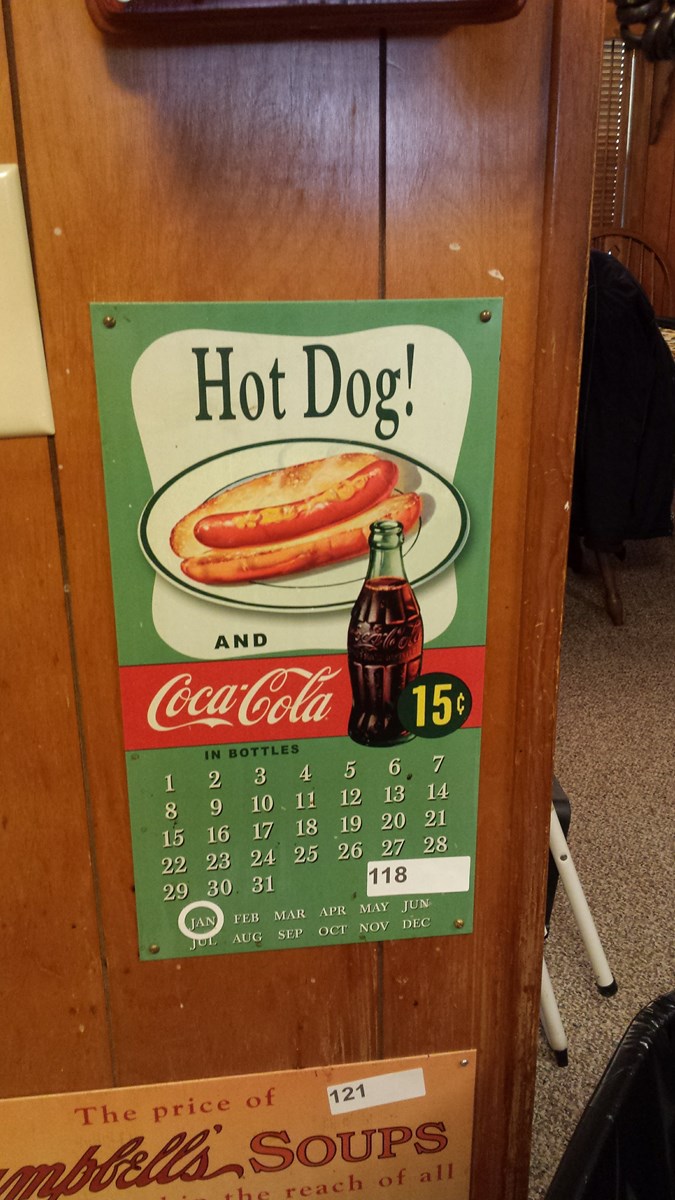 Hot Dog!
AND
Coca-Cola
15¢
IN BOTTLES
1 2 3 4 5 6 7
8 9 10 11 12 13 14
15 16 17 18 19 20 21
22 23 24 25 26 27 28
29 30 31
118
JAN FEB MAR APR MAY JUN
JUL AUG SEP OCT NOV DEC
121
The price of
SOUPS
the reach of all